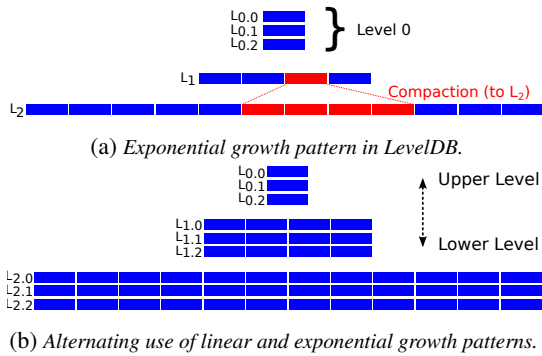 L0.0
L0.1
L0.2
} Level 0
L1
Compaction (to L2)
L2
(a) Exponential growth pattern in LevelDB.
L0.0
L0.1
L0.2
Upper Level
L1.0
L1.1
L1.2
Lower Level
L2.0
L2.1
L2.2
(b) Alternating use of linear and exponential growth patterns.